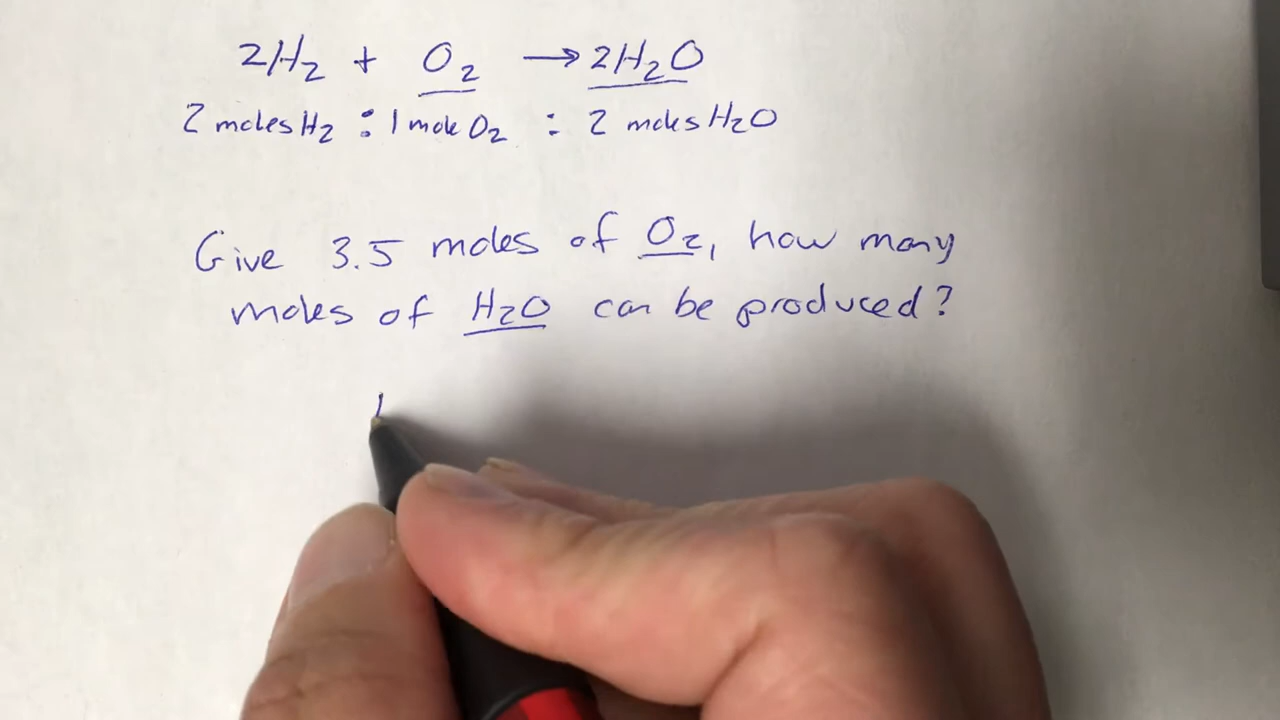 2H₂ + O₂ → 2H₂O
2 moles H₂ : 1 mole O₂ : 2 moles H₂O
Give 3.5 moles of O₂, how many
moles of H₂O can be produced?